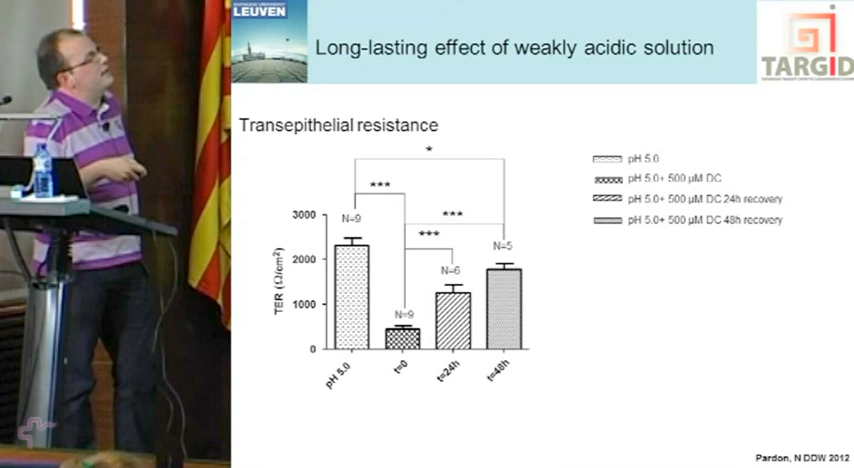 LEUVEN
Long-lasting effect of weakly acidic solution
TARGID
Transepithelial resistance
pH 5.0
pH 5.0+ 500 µM DC
pH 5.0+ 500 µM DC 24h recovery
pH 5.0+ 500 µM DC 48h recovery
*
***
***
***
N=9
N=9
N=6
N=5
TER (Ω/cm²)
3000
2000
1000
0
pH 5.0
t=0
t=24h
t=48h
Pardon, N DDW 2012